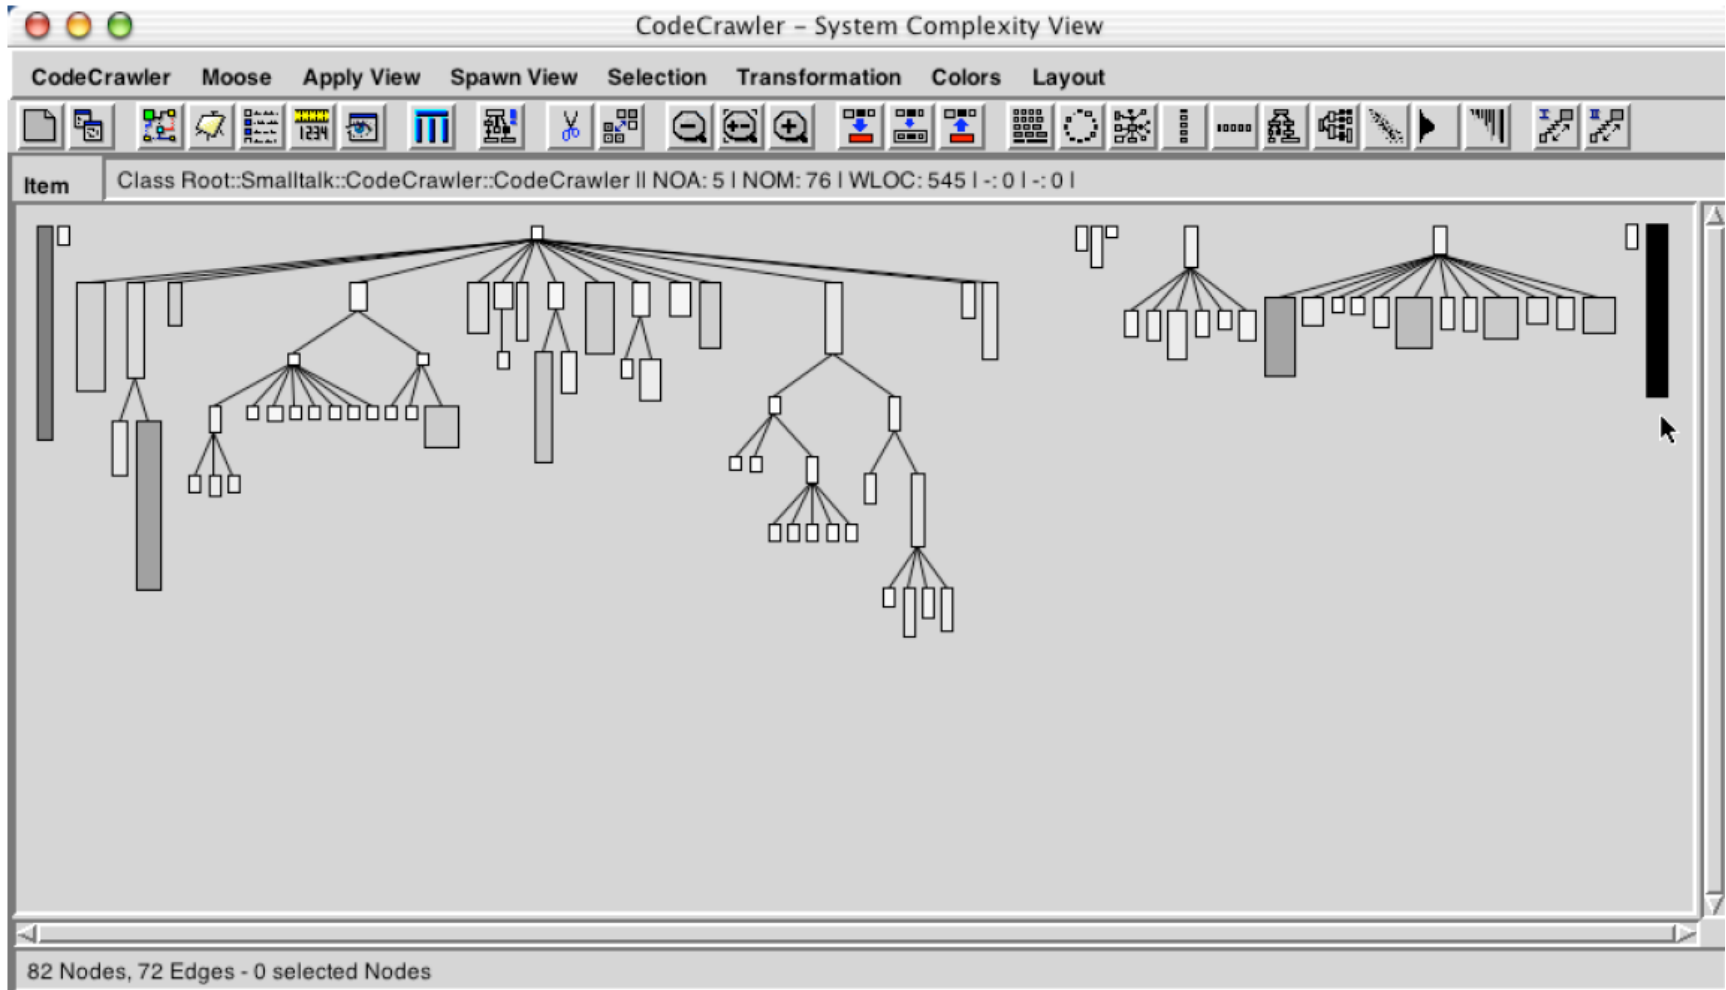 CodeCrawler – System Complexity View
CodeCrawler Moose Apply View Spawn View Selection Transformation Colors Layout
1234 I II
Item Class Root::Smalltalk::CodeCrawler::CodeCrawler || NOA: 5 | NOM: 76 | WLOC: 545 | -: 0 | -: 0 |
82 Nodes, 72 Edges - 0 selected Nodes